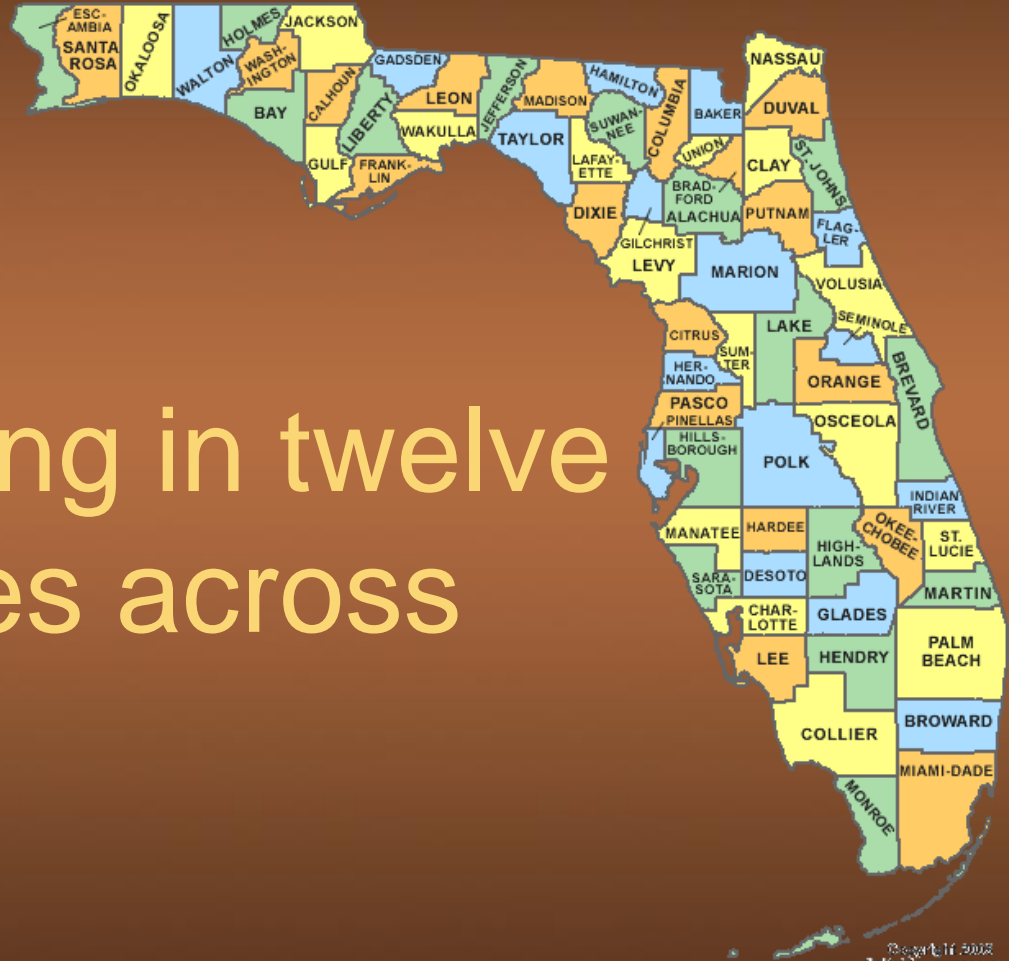 ESC-
AMBIA
SANTA
ROSA
OKALOOSA
WALTON
HOLMES
WASH-
INGTON
JACKSON
BAY
CALHOUN
GULF
LIBERTY
GADSDEN
FRANK-
LIN
LEON
WAKULLA
JEFFERSON
MADISON
TAYLOR
HAMILTON
SUWAN-
NEE
LAFAY-
ETTE
DIXIE
COLUMBIA
BAKER
UNION
BRAD-
FORD
ALACHUA
GILCHRIST
LEVY
NASSAU
DUVAL
CLAY
ST. JOHNS
PUTNAM
FLAG-
LER
MARION
VOLUSIA
CITRUS
SUM-
TER
LAKE
SEMINOLE
HER-
NANDO
ORANGE
BREVARD
PASCO
PINELLAS
HILLS-
BOROUGH
POLK
OSCEOLA
INDIAN
RIVER
MANATEE
HARDEE
HIGH-
LANDS
OKEE-
CHOBEE
ST.
LUCIE
SARA-
SOTA
DESOTO
MARTIN
CHAR-
LOTTE
GLADES
LEE
HENDRY
PALM
BEACH
COLLIER
BROWARD
MONROE
MIAMI-DADE
ng in twelve
es across